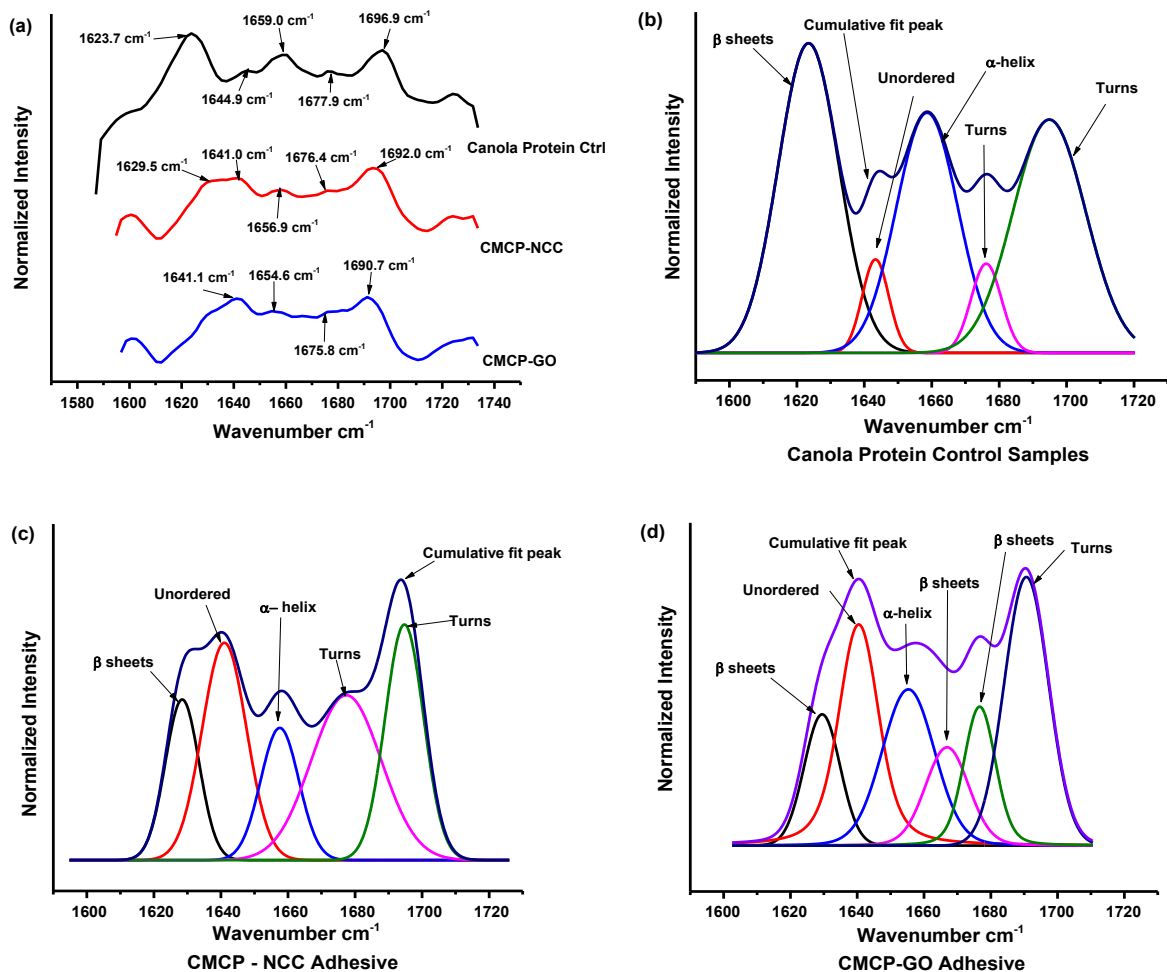 (a)
1623.7 cm⁻¹
1659.0 cm⁻¹
1696.9 cm⁻¹
1644.9 cm⁻¹
1677.9 cm⁻¹
Canola Protein Ctrl
1629.5 cm⁻¹
1641.0 cm⁻¹
1676.4 cm⁻¹
1692.0 cm⁻¹
1656.9 cm⁻¹
CMCP-NCC
1641.1 cm⁻¹
1654.6 cm⁻¹
1690.7 cm⁻¹
1675.8 cm⁻¹
CMCP-GO
Normalized Intensity
1580 1600 1620 1640 1660 1680 1700 1720 1740
Wavenumber cm⁻¹
(b)
β sheets
Cumulative fit peak
Unordered
α-helix
Turns
Turns
Normalized Intensity
1600 1620 1640 1660 1680 1700 1720
Wavenumber cm⁻¹
Canola Protein Control Samples
(c)
Cumulative fit peak
Unordered
α– helix
β sheets
Turns
Turns
Normalized Intensity
1600 1620 1640 1660 1680 1700 1720
Wavenumber cm⁻¹
CMCP - NCC Adhesive
(d)
Cumulative fit peak
β sheets
Turns
Unordered
β sheets
α-helix
β sheets
Normalized Intensity
1600 1620 1640 1660 1680 1700 1720
Wavenumber cm⁻¹
CMCP-GO Adhesive